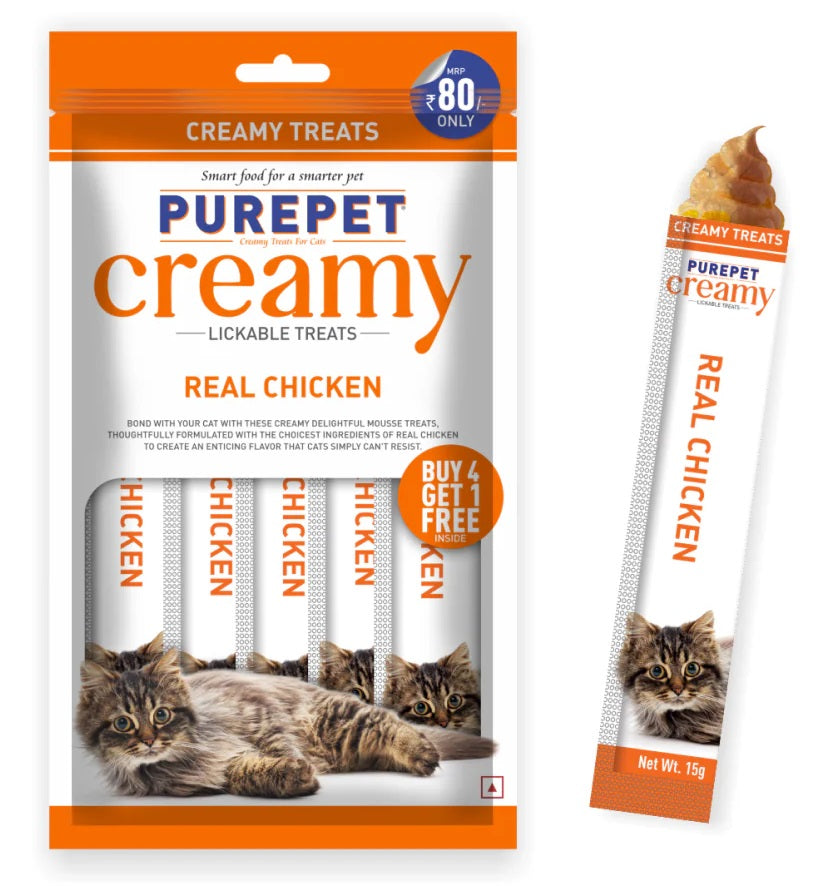 MRP
₹80/-
ONLY
CREAMY TREATS
Smart food for a smarter pet
PUREPET
Creamy Treats For Cats
creamy
LICKABLE TREATS
REAL CHICKEN
BOND WITH YOUR CAT WITH THESE CREAMY DELIGHTFUL MOUSSE TREATS,
THOUGHTFULLY FORMULATED WITH THE CHOICEST INGREDIENTS OF REAL CHICKEN
TO CREATE AN ENTICING FLAVOR THAT CATS SIMPLY CAN'T RESIST.
BUY 4
GET 1
FREE
INSIDE
CHICKEN
CHICKEN
CHICKEN
CHICKEN
CHICKEN
CREAMY TREATS
PUREPET
creamy
LICKABLE TREATS
REAL CHICKEN
Net Wt. 15g